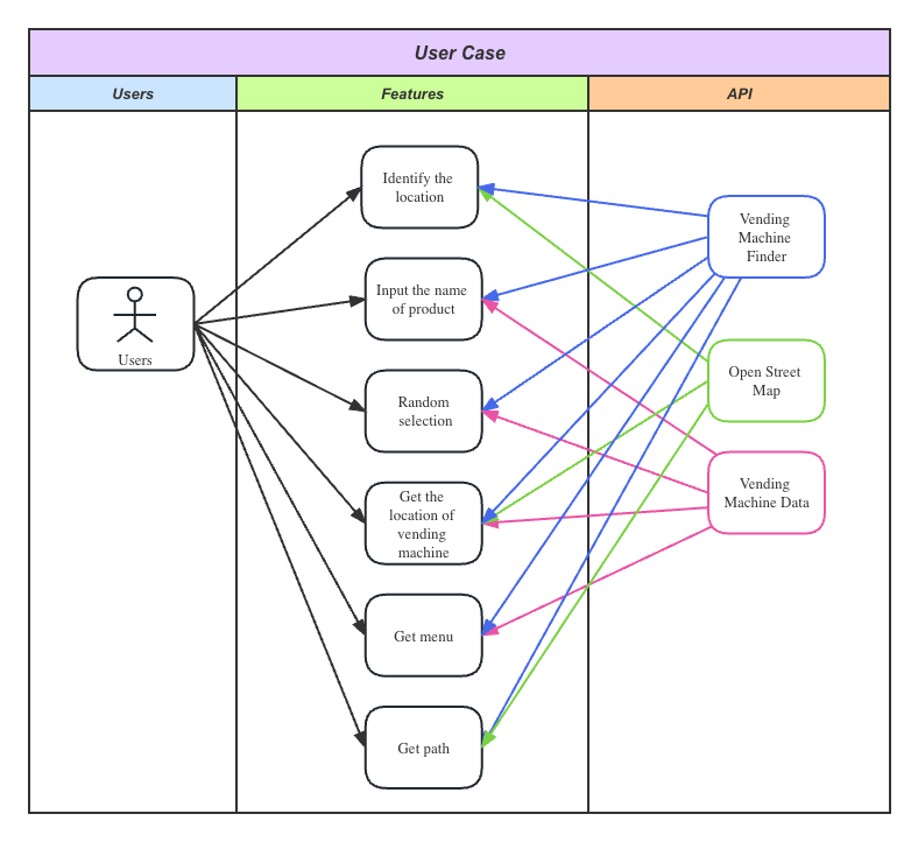 User Case
Users
Features
API
Identify the
location
Vending
Machine
Finder
Input the name
of product
Users
Open Street
Map
Random
selection
Vending
Machine Data
Get the
location of
vending
machine
Get menu
Get path